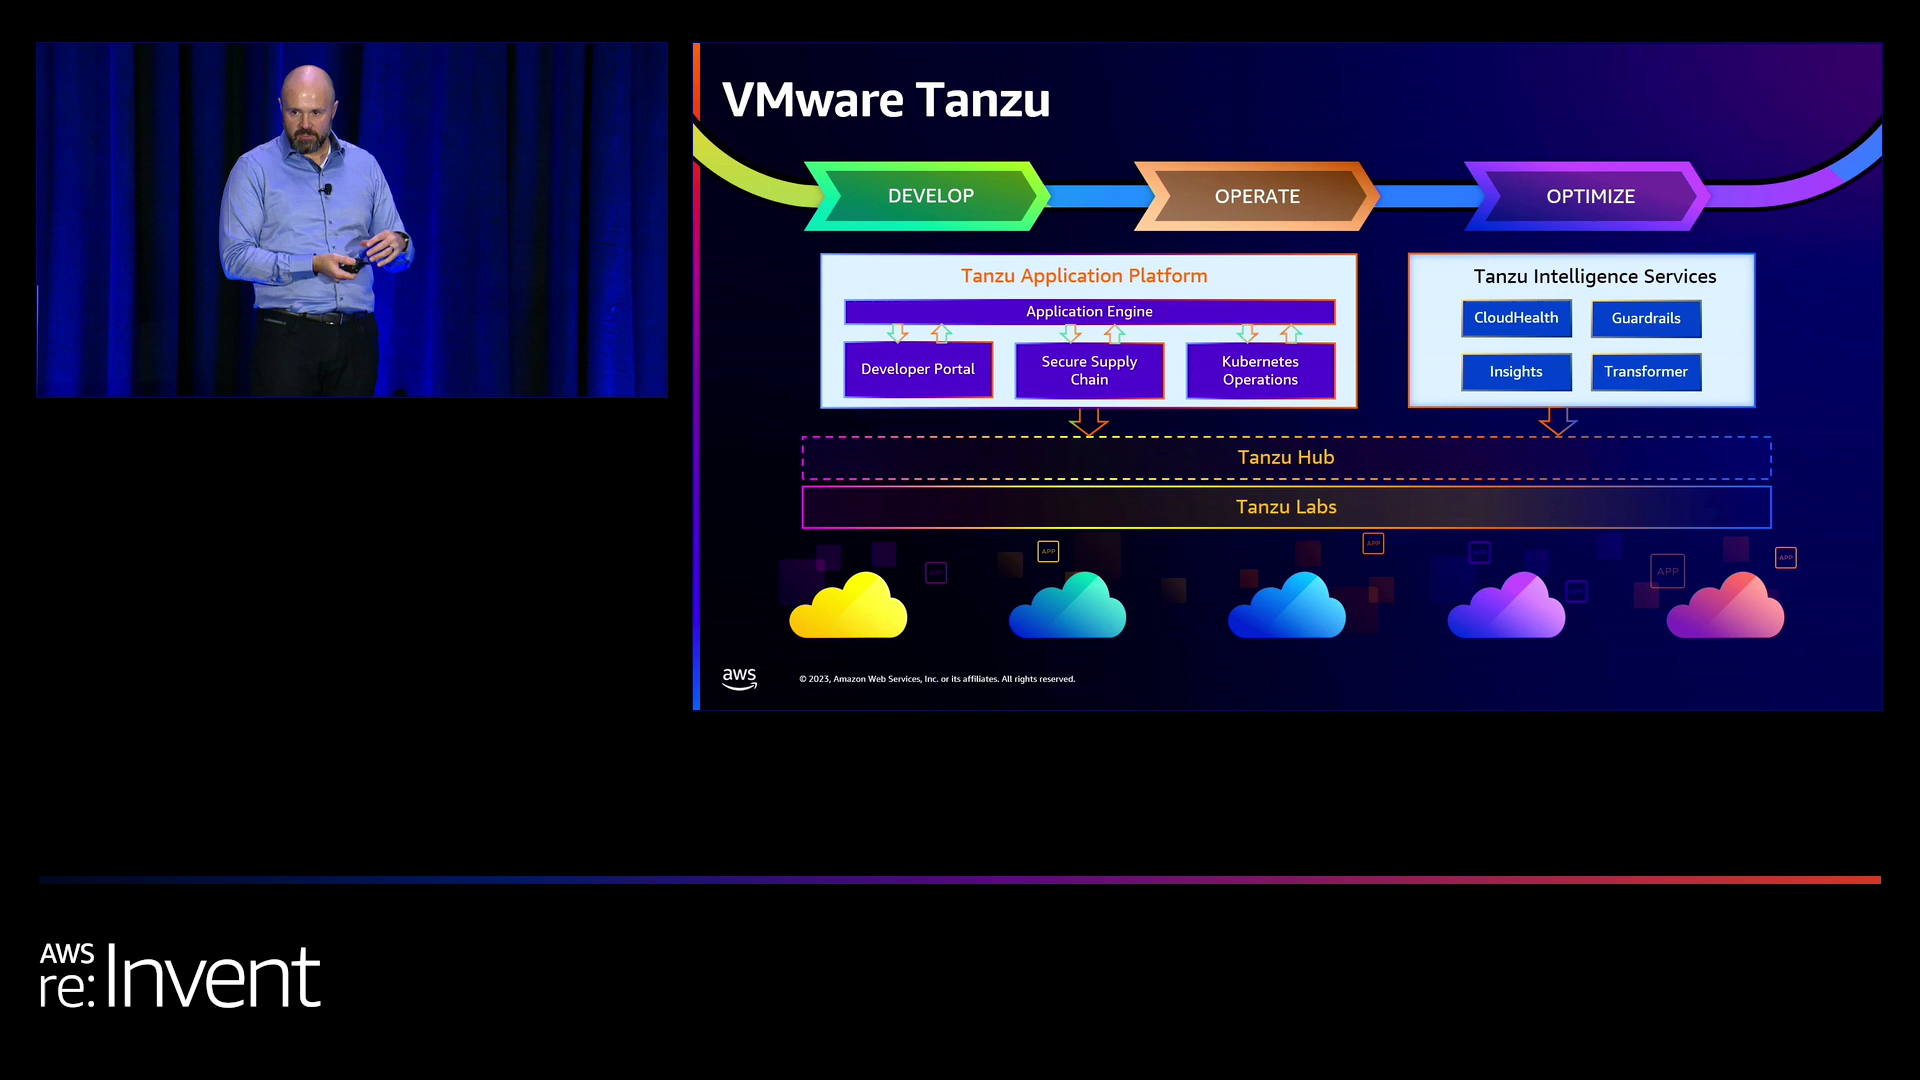 VMware Tanzu
DEVELOP
OPERATE
OPTIMIZE
Tanzu Application Platform
Application Engine
Developer Portal
Secure Supply
Chain
Kubernetes
Operations
Tanzu Intelligence Services
CloudHealth
Guardrails
Insights
Transformer
Tanzu Hub
Tanzu Labs
APP
APP
APP
APP
aws
© 2023, Amazon Web Services, Inc. or its affiliates. All rights reserved.
AWS
re:Invent